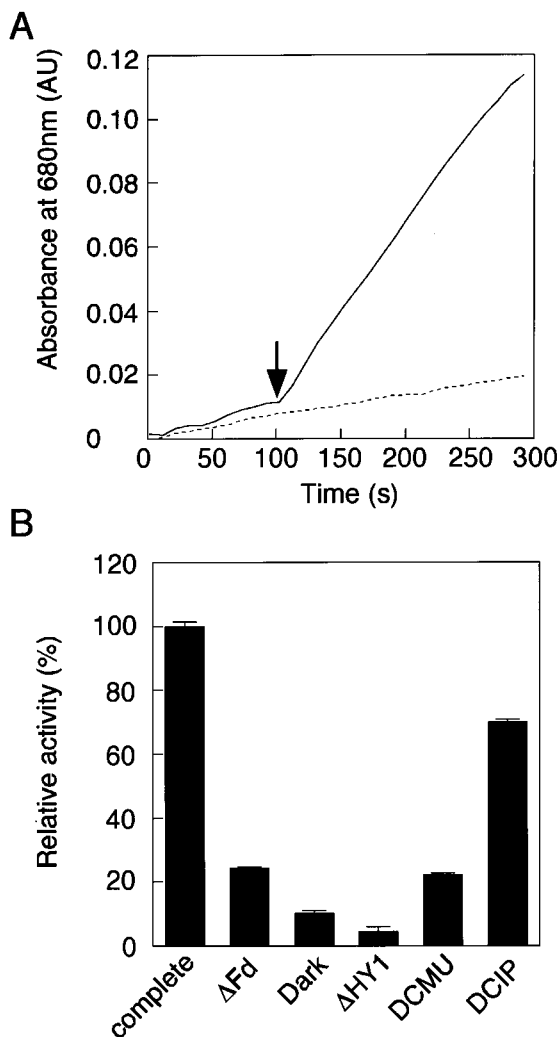 A
Absorbance at 680nm (AU)
0.12
0.10
0.08
0.06
0.04
0.02
0
0 50 100 150 200 250 300
Time (s)
B
Relative activity (%)
120
100
80
60
40
20
0
complete ΔFd Dark ΔHY1 DCMU DCIP